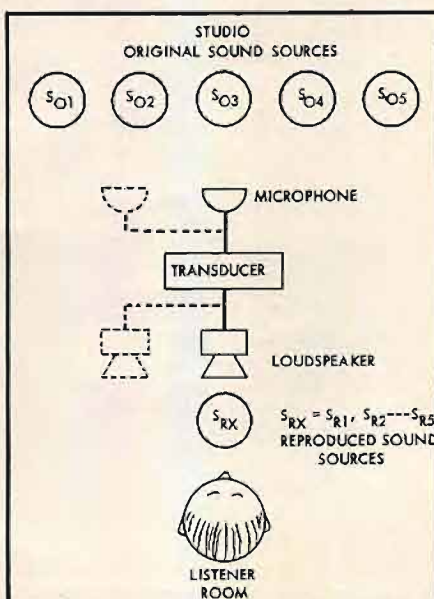 STUDIO
ORIGINAL SOUND SOURCES
SO1 SO2 SO3 SO4 SO5
MICROPHONE
TRANSDUCER
LOUDSPEAKER
SRX SRX = SR1, SR2---SR5
REPRODUCED SOUND
SOURCES
LISTENER
ROOM